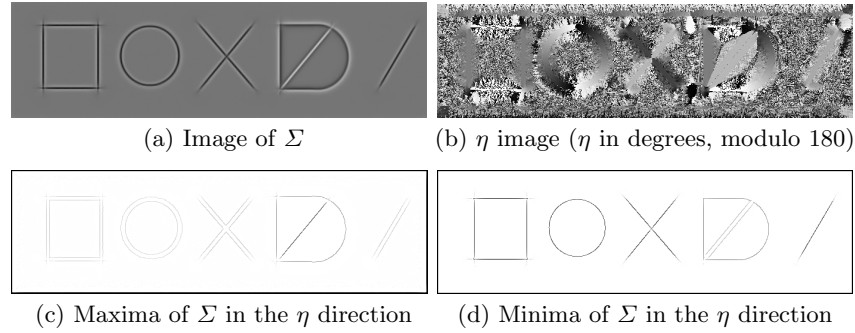 (a) Image of Σ
(b) η image (η in degrees, modulo 180)
(c) Maxima of Σ in the η direction
(d) Minima of Σ in the η direction